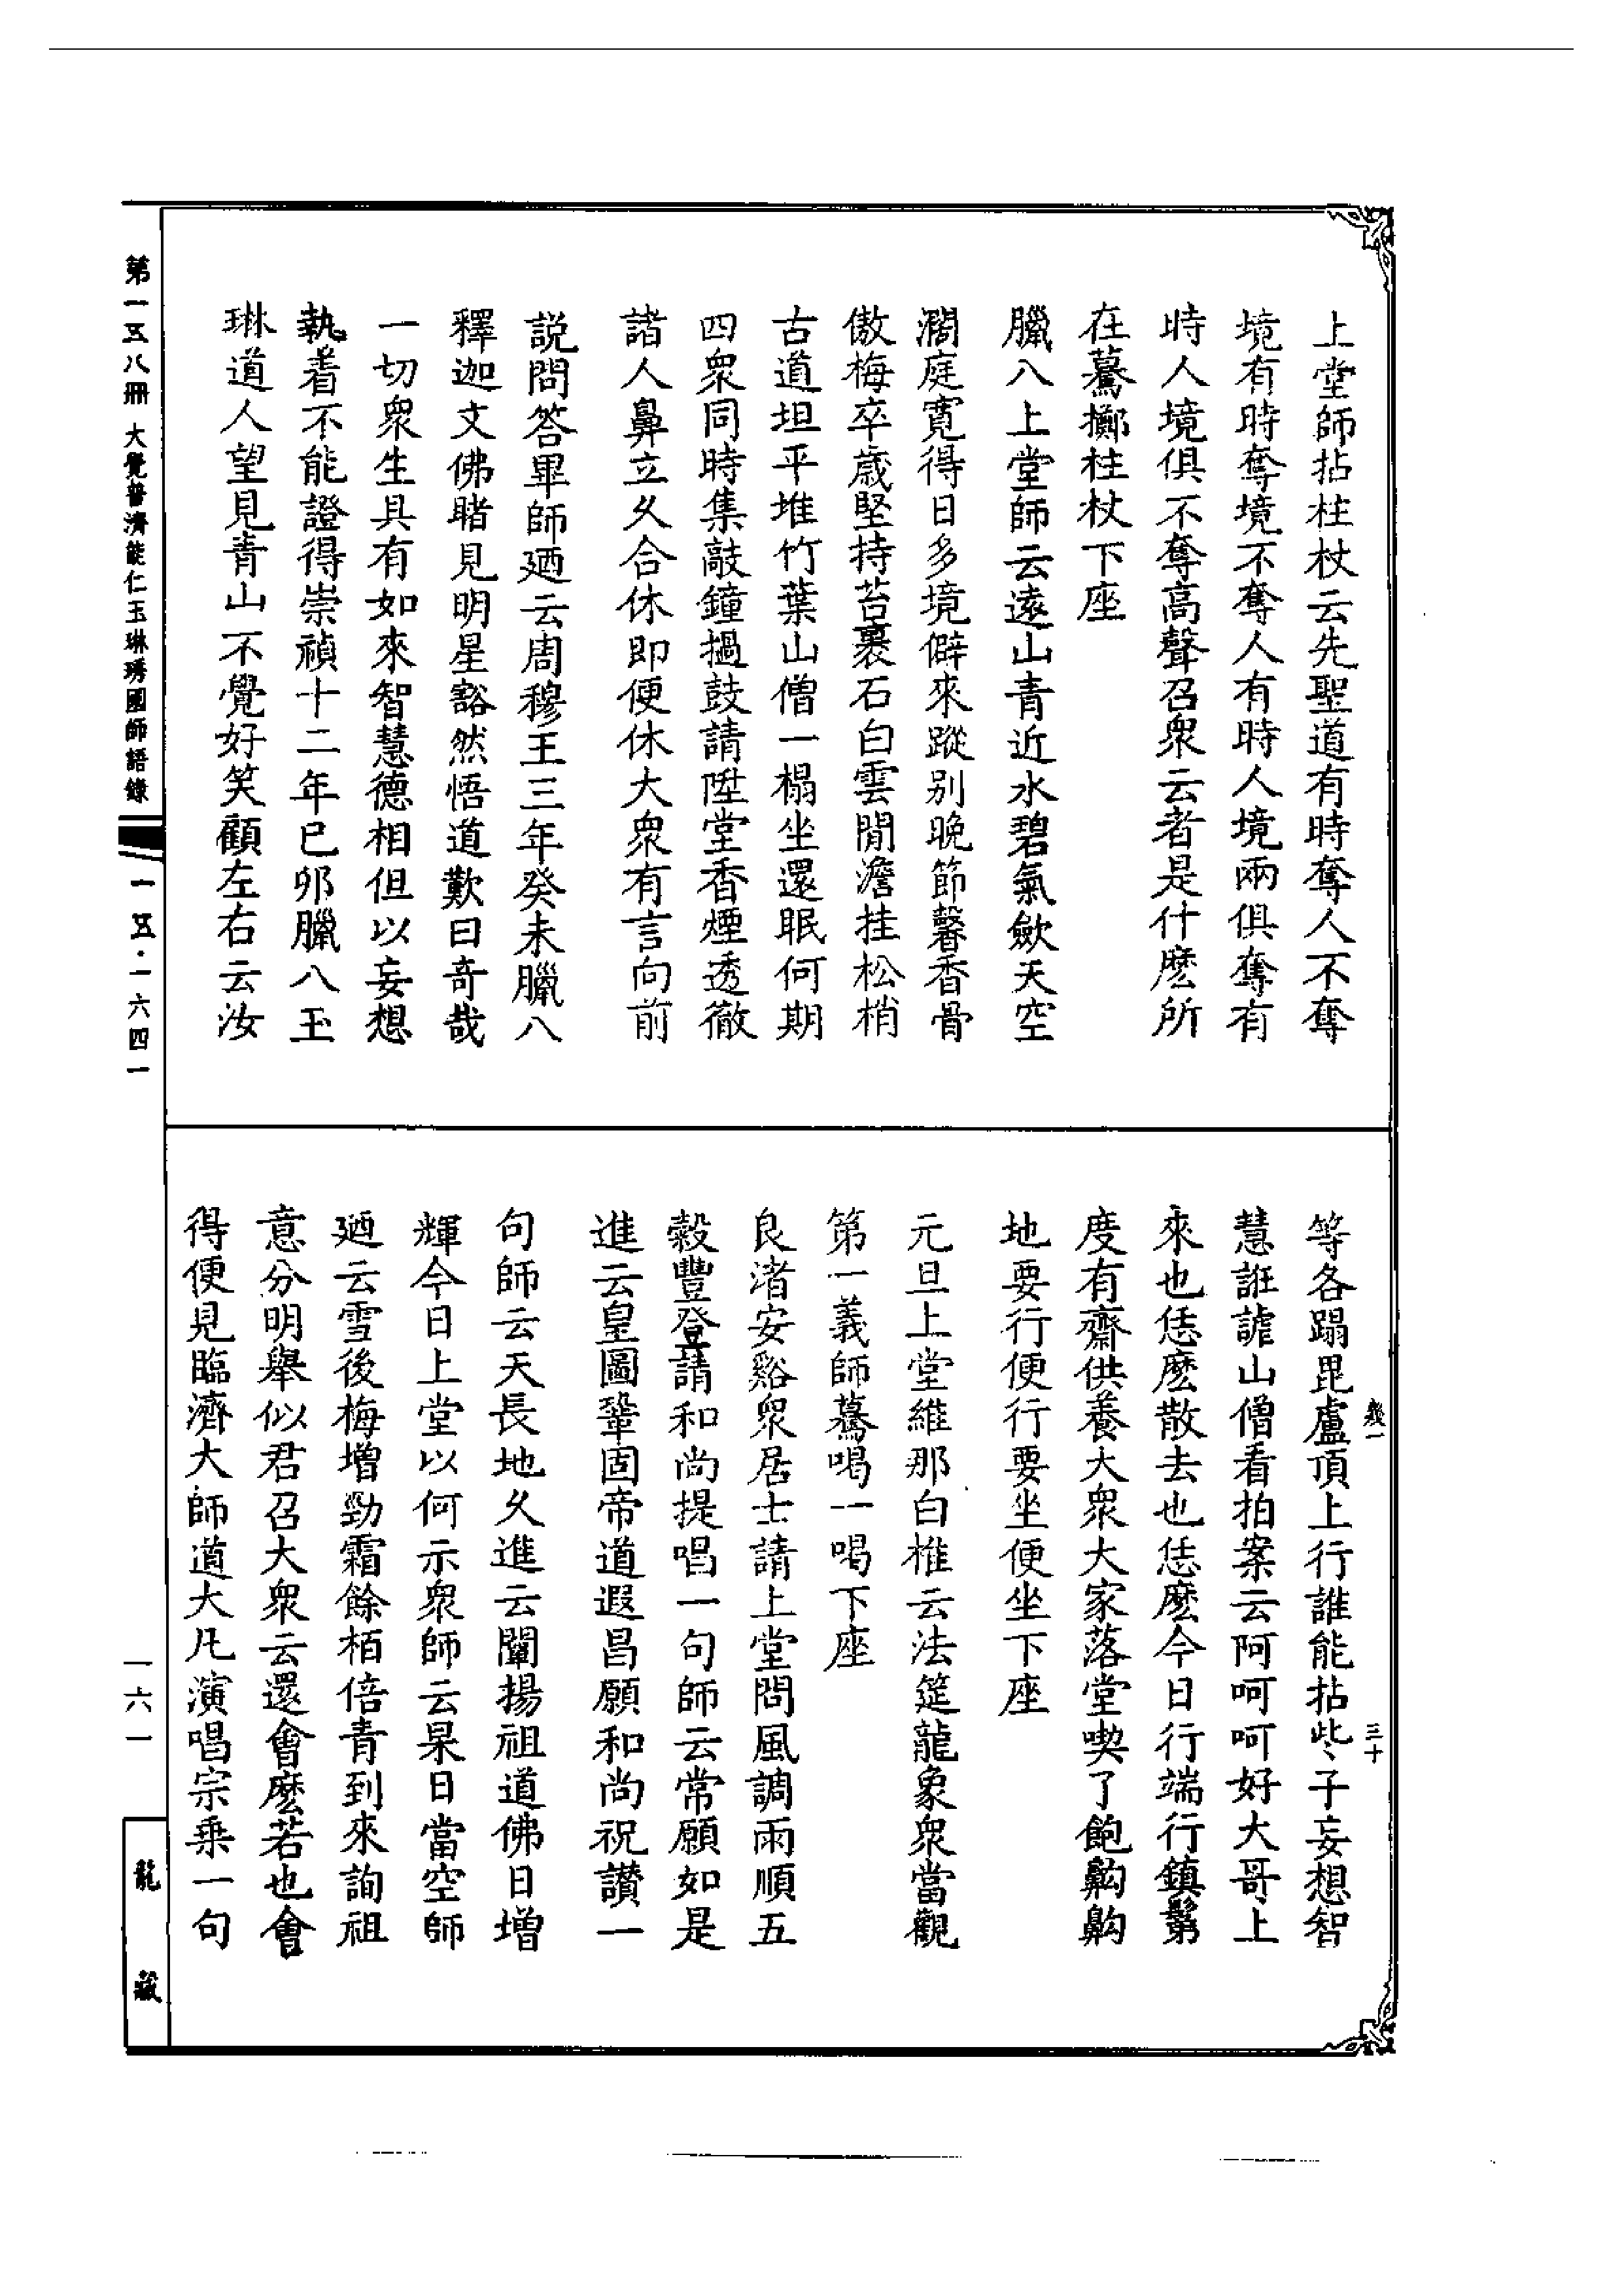 上堂師拈柱杖云先聖道有時奪人不奪
境有時奪境不奪人有時人境兩俱奪有
時人境俱不奪高聲召衆云者是什麽所
在驀擲柱杖下座
臘八上堂師云遠山青近水碧氣歛天空
濶庭寛得日多境僻來蹤别晚節馨香骨
傲梅卒歳堅持苔裹石白雲閒澹挂松梢
古道坦平堆竹葉山僧一榻坐還眠何期
四衆同時集敲鐘撾鼓請陞堂香煙透徹
諸人鼻立久合休即便休大衆有言向前
説問答畢師廼云周穆王三年癸未臘八
釋迦文佛睹見明星豁然悟道歎曰奇哉
一切衆生具有如來智慧德相但以妄想
執着不能證得崇禎十二年已夘臘八玉
琳道人望見青山不覺好笑顧左右云汝
等各蹋毘盧頂上行誰能拈些子妄想智
慧誑謼山僧看拍案云阿呵呵好大哥上
來也恁麽散去也恁麽今日行端行鎮鬀
度有齋供養大衆大家落堂喫了飽齁齁
地要行便行要坐便坐下座
元旦上堂維那白椎云法筵龍象衆當觀
第一義師驀喝一喝下座
良渚安谿衆居士請上堂問風調雨順五
穀豐登請和尚提唱一句師云常願如是
進云皇圖鞏固帝道遐昌願和尚祝讃一
句師云天長地久進云闡揚祖道佛日增
輝今日上堂以何示衆師云杲日當空師
廼云雪後梅增勁霜餘栢倍青到來詢祖
意分明舉似君召大衆云還會麽若也會
得便見臨濟大師道大凡演唱宗乗一句
第一五八冊 大覺普濟能仁玉琳琇國師語錄
一五·一六四一
一六一
龍藏
三十